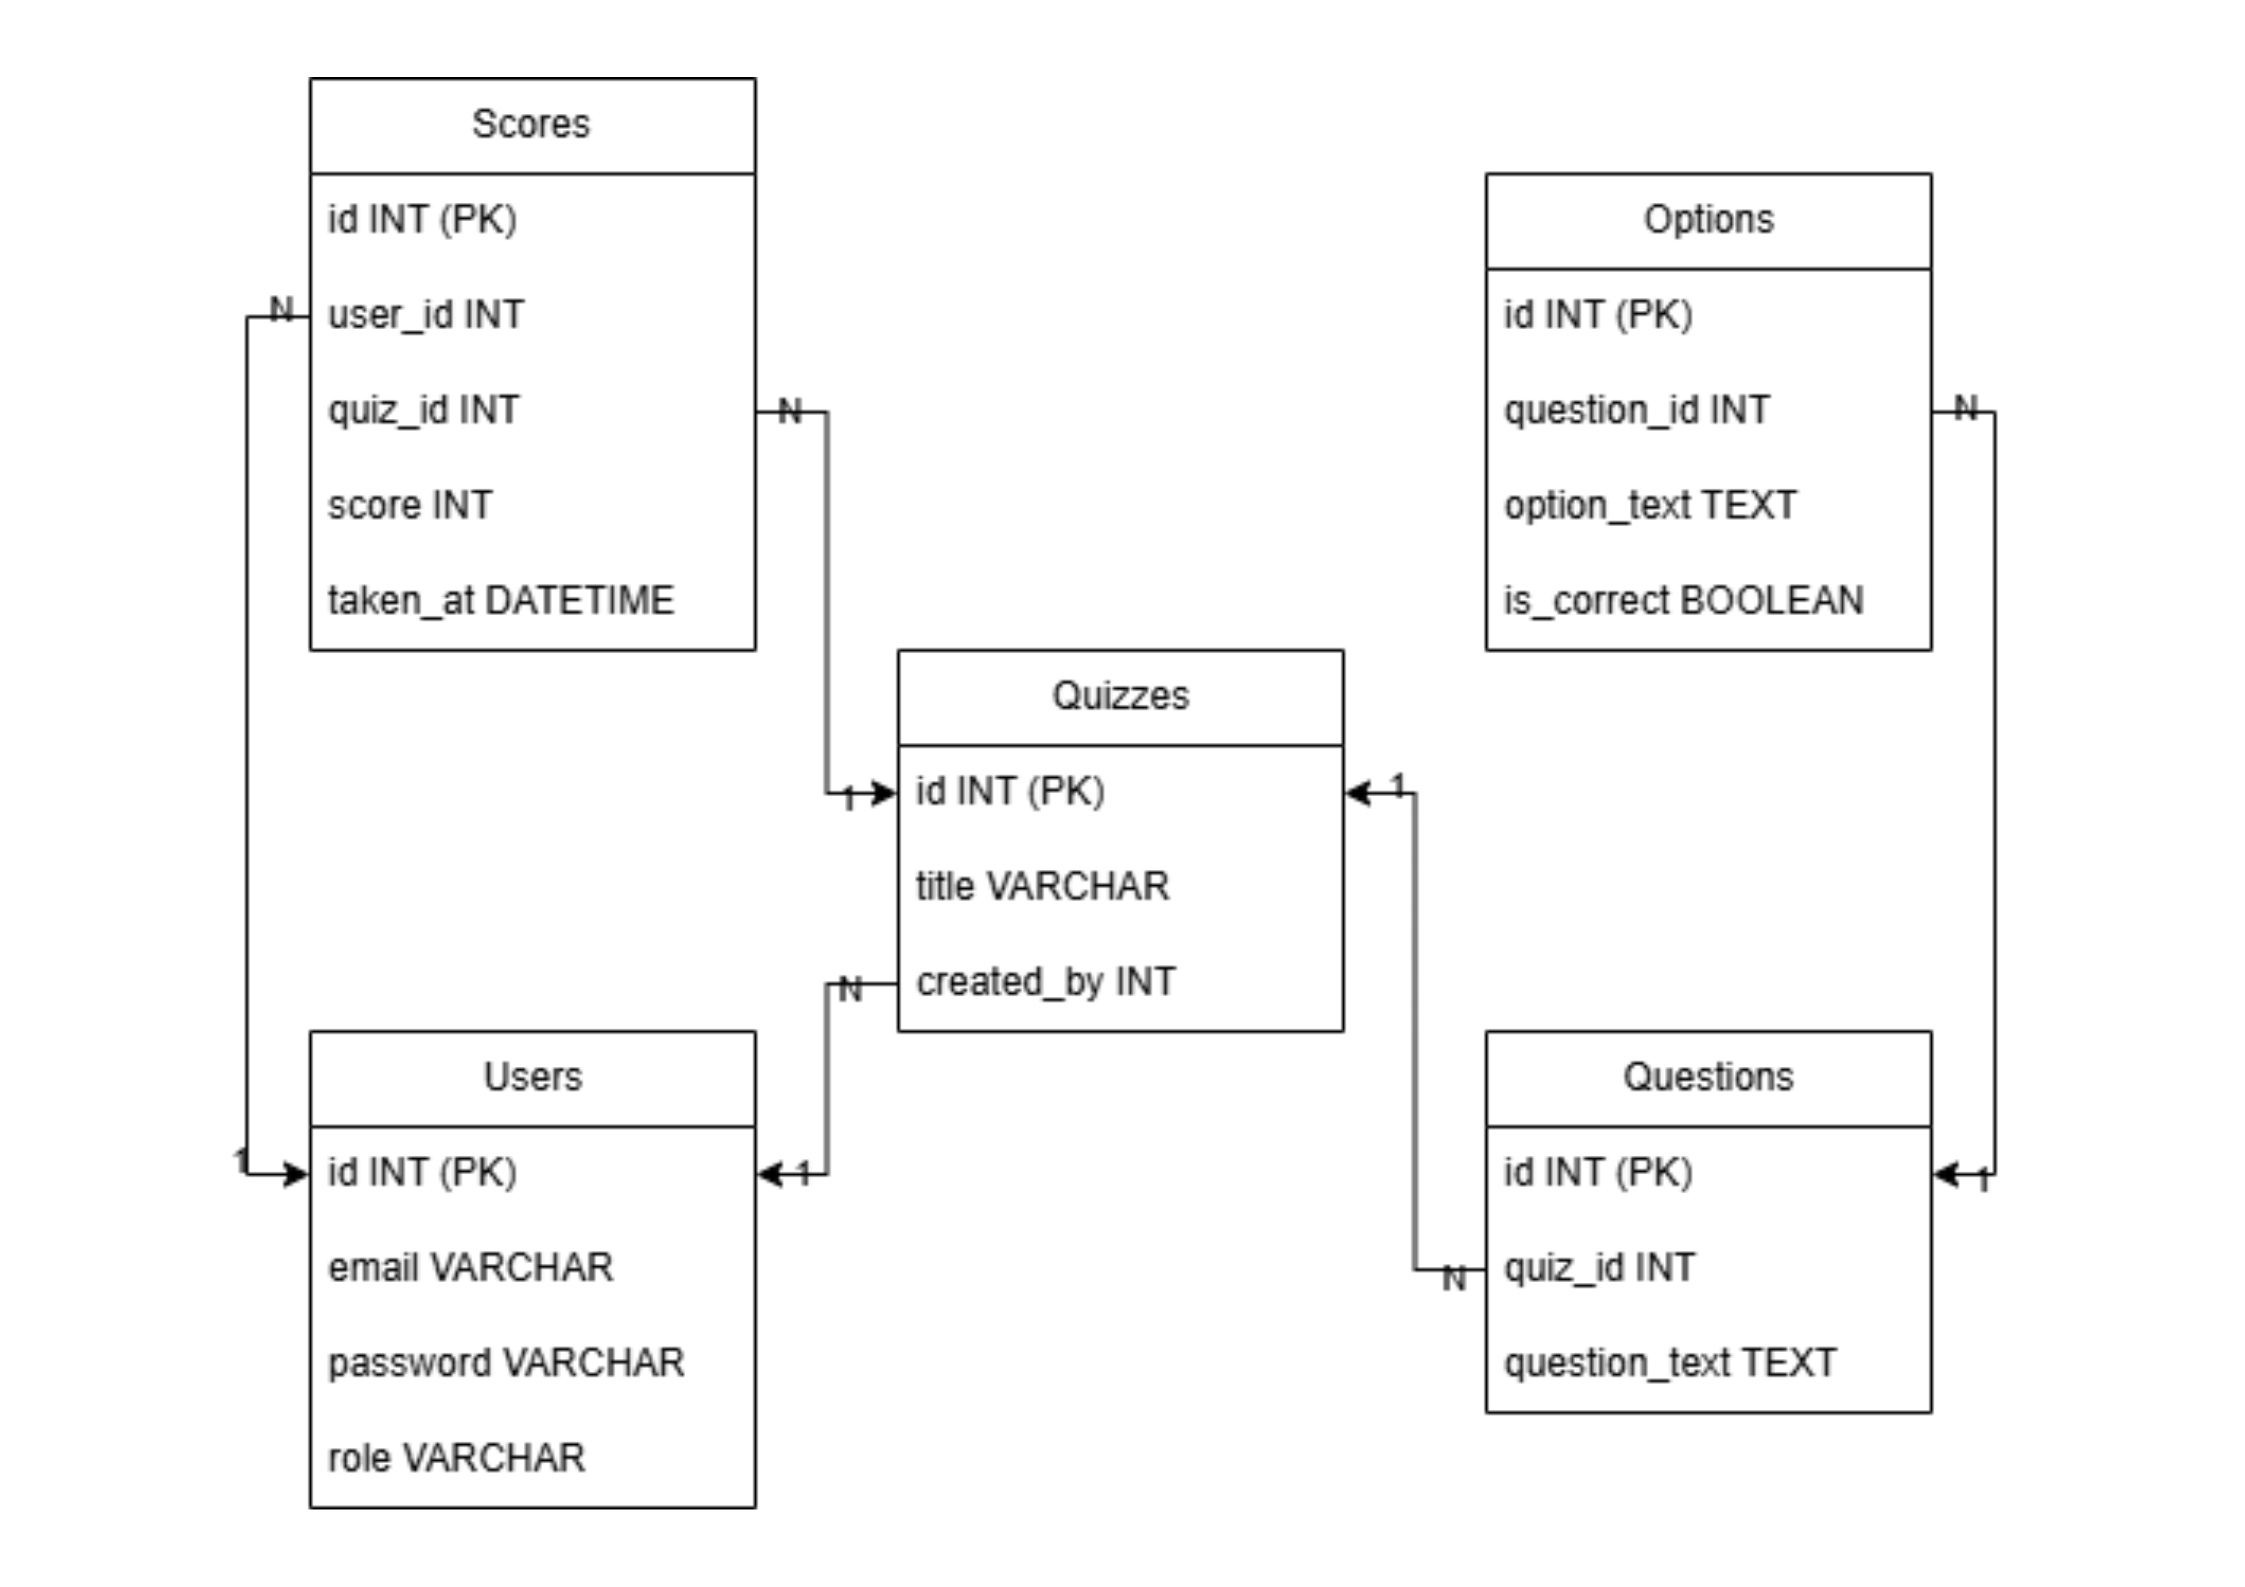 Scores
id INT (PK)
N
user_id INT
quiz_id INT
N
score INT
taken_at DATETIME
Options
id INT (PK)
question_id INT
N
option_text TEXT
is_correct BOOLEAN
Quizzes
1
id INT (PK)
1
title VARCHAR
N
created_by INT
Users
1
id INT (PK)
1
email VARCHAR
password VARCHAR
role VARCHAR
Questions
id INT (PK)
1
N
quiz_id INT
question_text TEXT